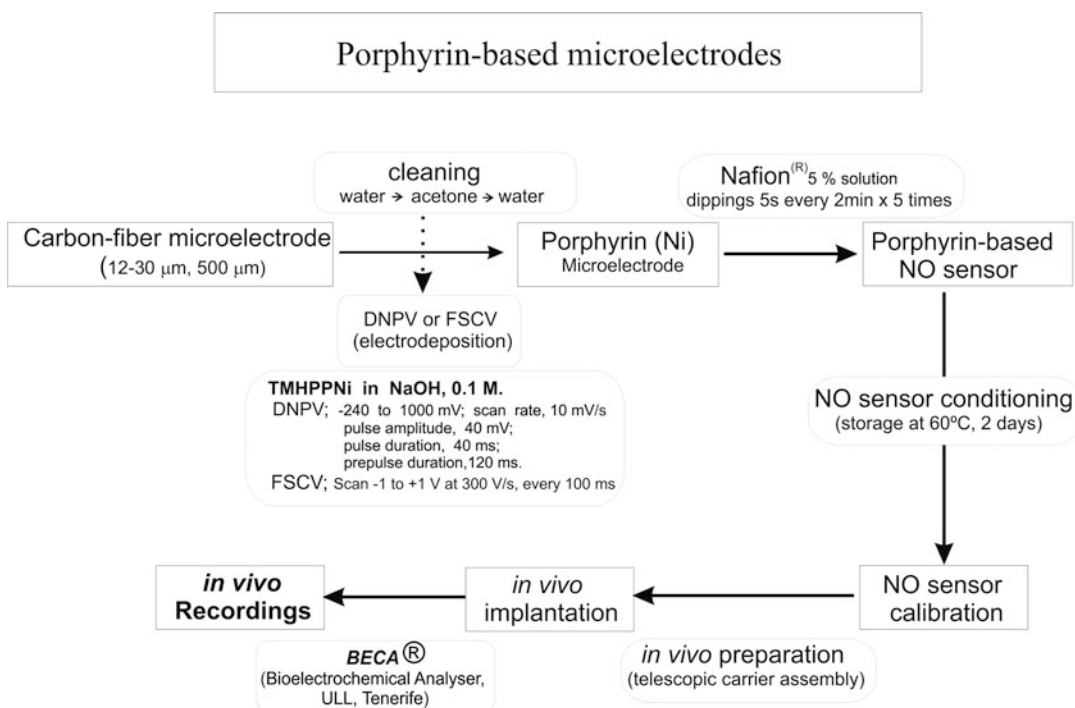 Porphyrin-based microelectrodes
cleaning
water → acetone → water
Nafion(R) 5 % solution
dippings 5s every 2min x 5 times
Carbon-fiber microelectrode
(12-30 μm, 500 μm)
Porphyrin (Ni)
Microelectrode
Porphyrin-based
NO sensor
DNPV or FSCV
(electrodeposition)
TMHPPNi in NaOH, 0.1 M.
DNPV; -240 to 1000 mV; scan rate, 10 mV/s
pulse amplitude, 40 mV;
pulse duration, 40 ms;
prepulse duration,120 ms.
FSCV; Scan -1 to +1 V at 300 V/s, every 100 ms
NO sensor conditioning
(storage at 60ºC, 2 days)
in vivo
Recordings
in vivo
implantation
NO sensor
calibration
BECA®
(Bioelectrochemical Analyser,
ULL, Tenerife)
in vivo preparation
(telescopic carrier assembly)